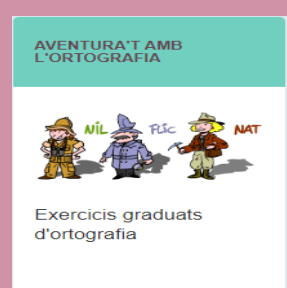 AVENTURA'T AMB
L'ORTOGRAFIA
NIL FLIC NAT
Exercicis graduats
d'ortografia